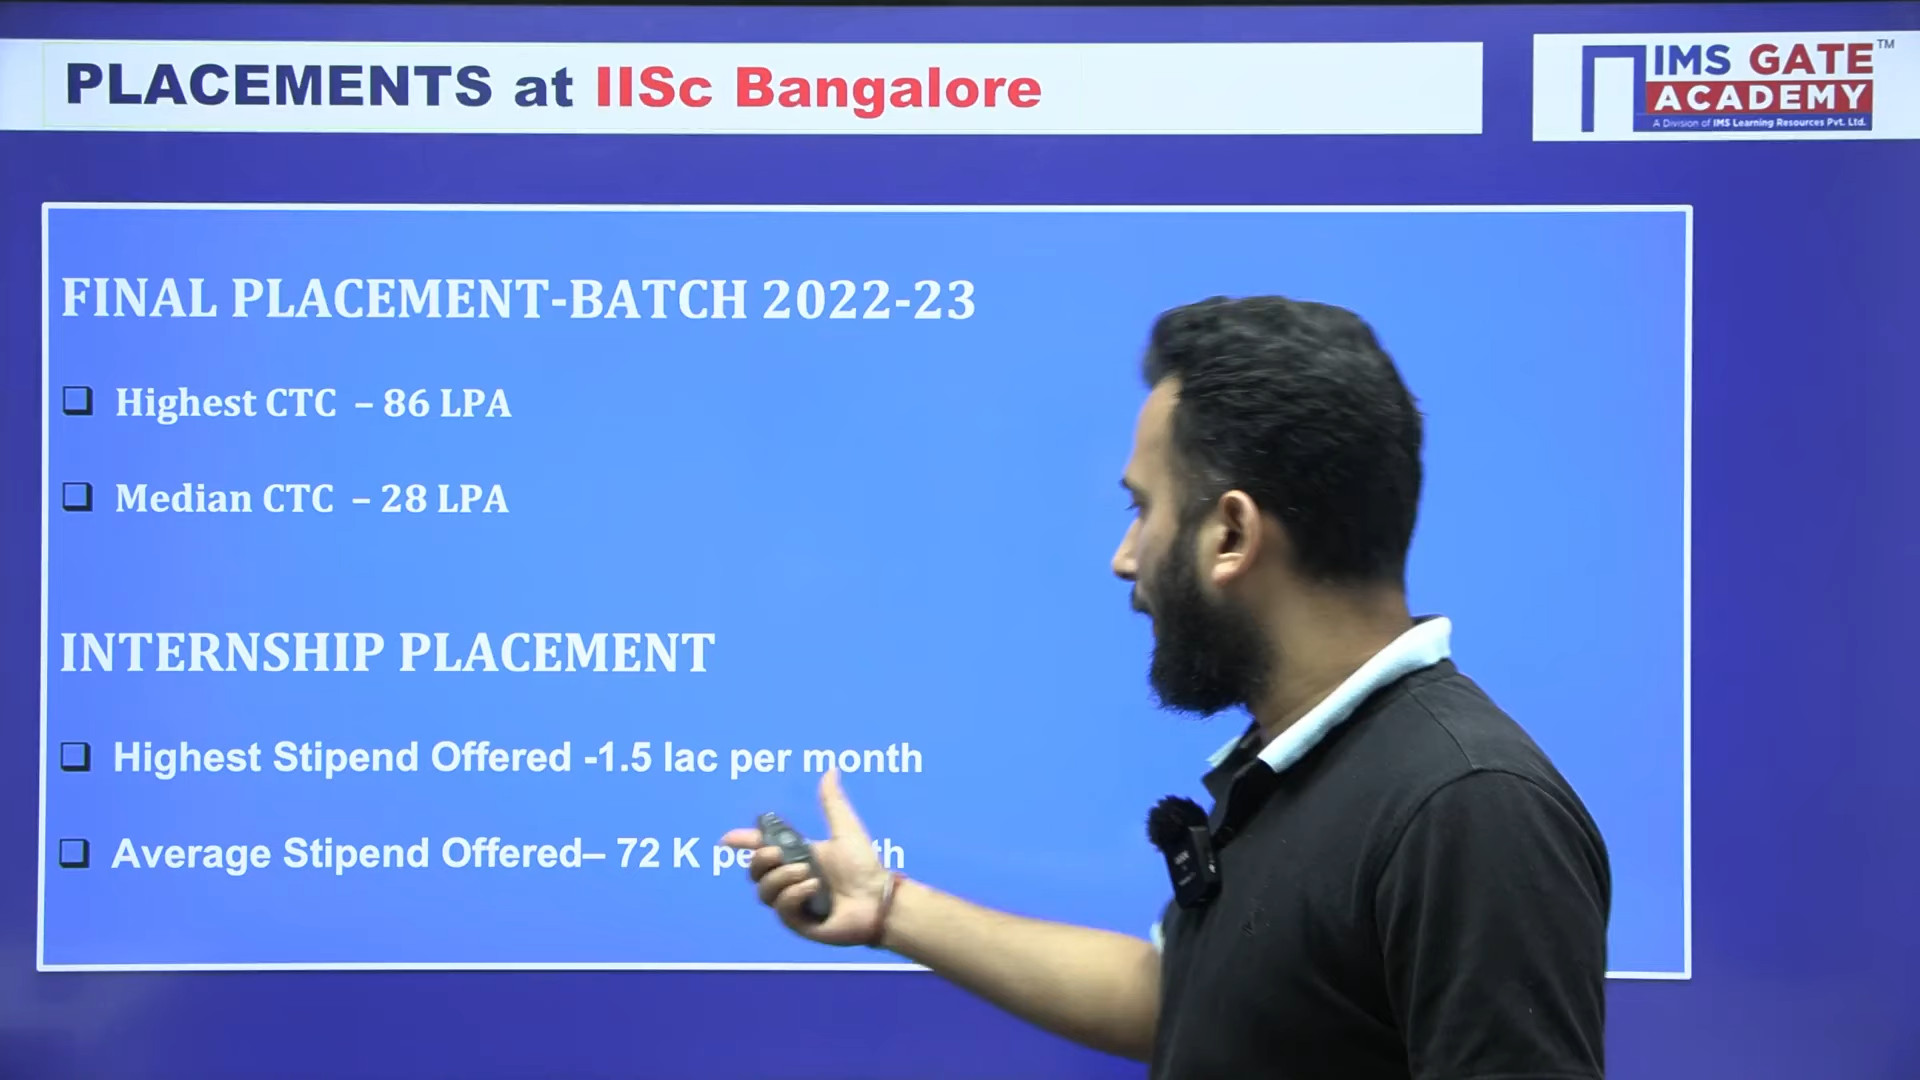 PLACEMENTS at IISc Bangalore
IMS GATE
ACADEMY
TM
A Division of IMS Learning Resources Pvt. Ltd.
FINAL PLACEMENT-BATCH 2022-23
Highest CTC – 86 LPA
Median CTC – 28 LPA
INTERNSHIP PLACEMENT
Highest Stipend Offered -1.5 lac per month
Average Stipend Offered– 72 K